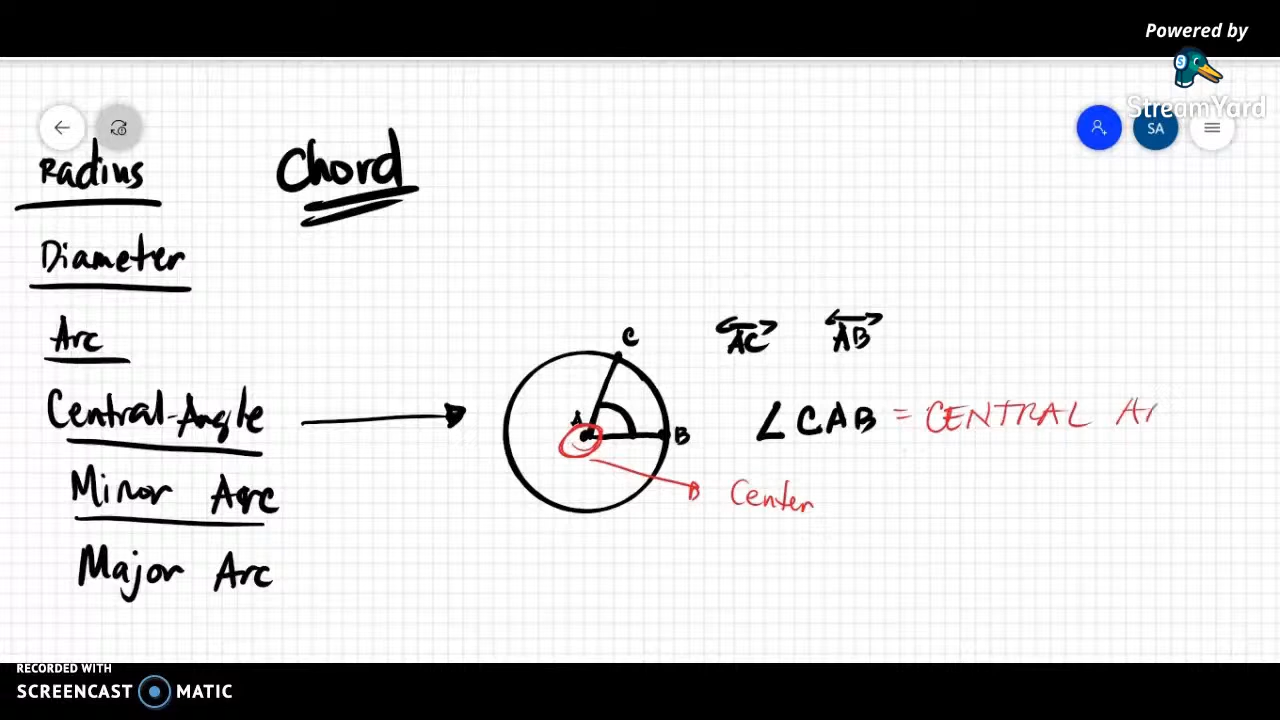 Powered by
StreamYard
SA
Radius
Chord
Diameter
Arc
C
AC AB
Central-Angle
A
B
∠CAB = CENTRAL AN
Center
Minor Arc
Major Arc
RECORDED WITH
SCREENCAST MATIC